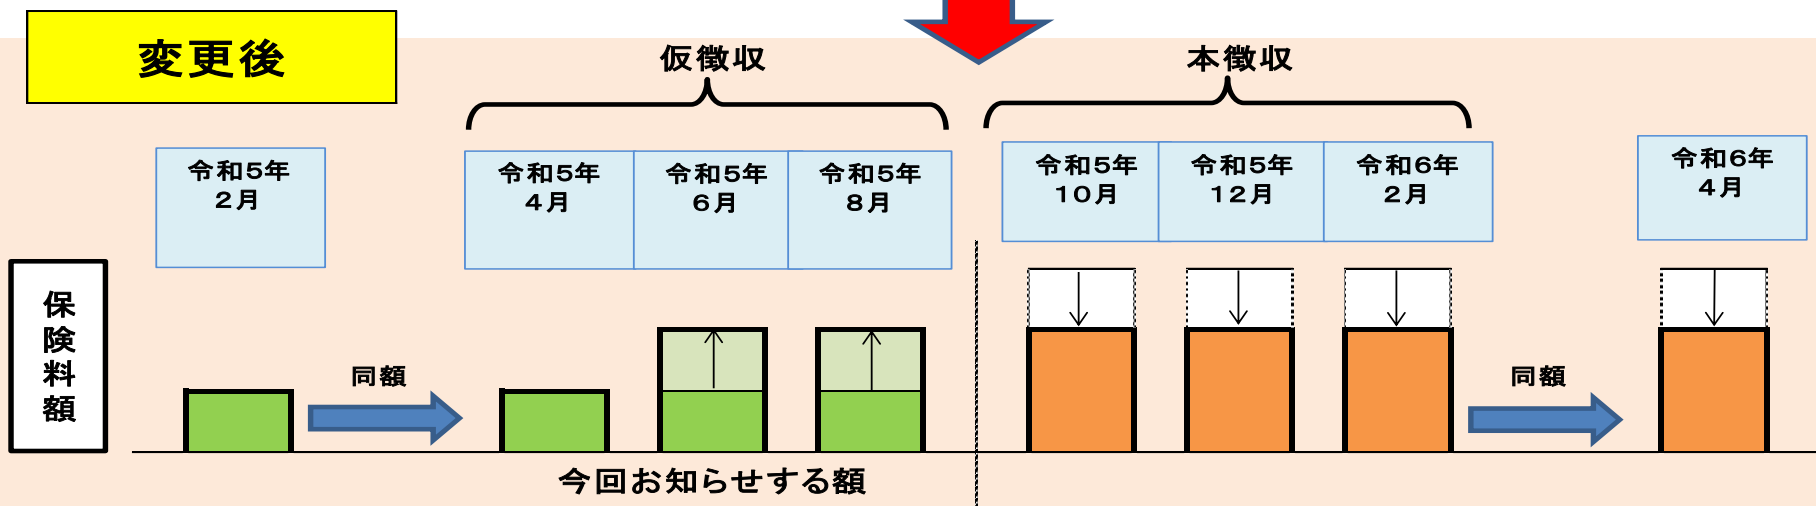 変更後
仮徴収
本徴収
令和5年
2月
令和5年
4月
令和5年
6月
令和5年
8月
令和5年
10月
令和5年
12月
令和6年
2月
令和6年
4月
保険料額
同額
同額
今回お知らせする額